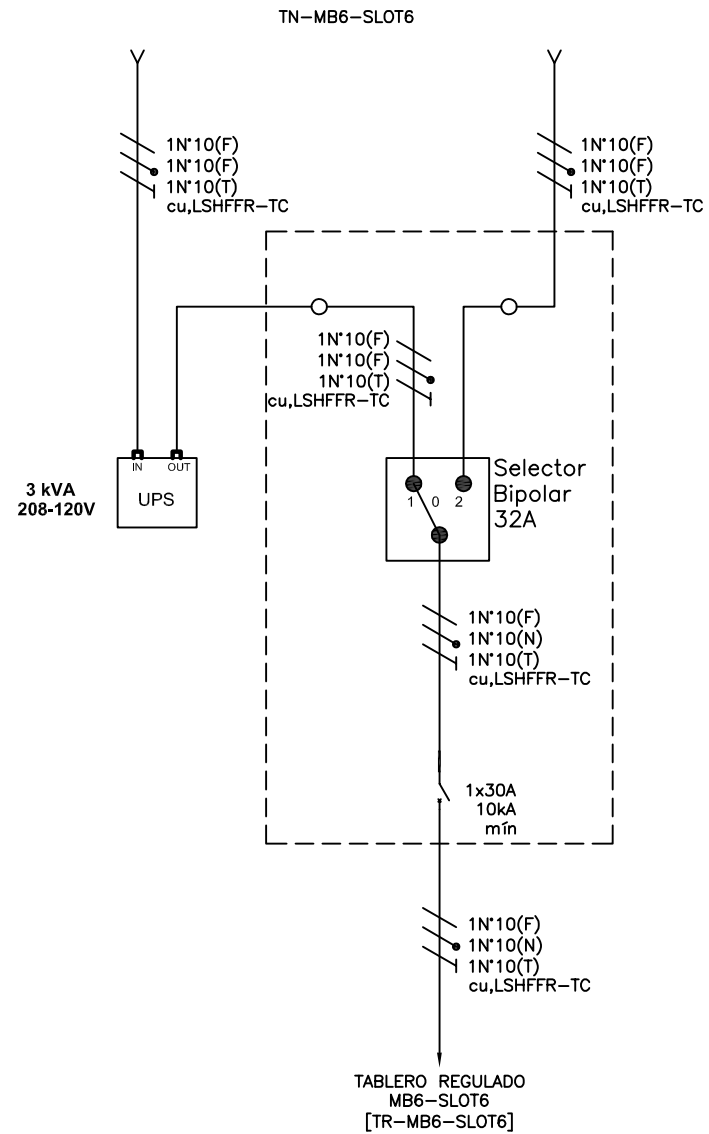 TN-MB6-SLOT6
1N°10(F)
1N°10(F)
1N°10(T)
cu,LSHFFR-TC
1N°10(F)
1N°10(F)
1N°10(T)
cu,LSHFFR-TC
1N°10(F)
1N°10(F)
1N°10(T)
cu,LSHFFR-TC
IN OUT
UPS
3 kVA
208-120V
1 0 2
Selector
Bipolar
32A
1N°10(F)
1N°10(N)
1N°10(T)
cu,LSHFFR-TC
1x30A
10kA
mín
1N°10(F)
1N°10(N)
1N°10(T)
cu,LSHFFR-TC
TABLERO REGULADO
MB6-SLOT6
[TR-MB6-SLOT6]